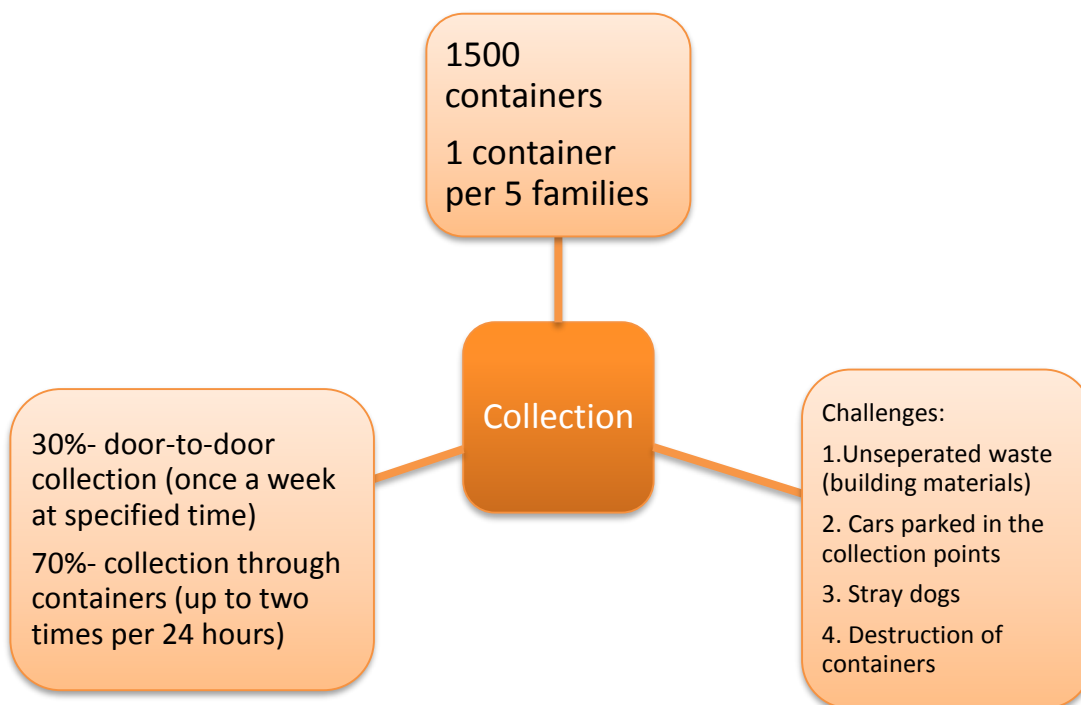 1500
containers
1 container
per 5 families
Collection
30%- door-to-door
collection (once a week
at specified time)
70%- collection through
containers (up to two
times per 24 hours)
Challenges:
1.Unseperated waste
(building materials)
2. Cars parked in the
collection points
3. Stray dogs
4. Destruction of
containers